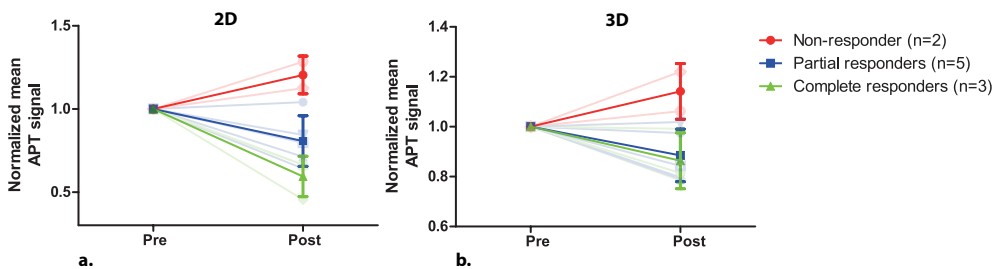 2D
Normalized mean
APT signal
1.5
1.0
0.5
Pre
Post
a.
3D
Normalized mean
APT signal
1.4
1.2
1.0
0.8
0.6
Pre
Post
b.
Non-responder (n=2)
Partial responders (n=5)
Complete responders (n=3)